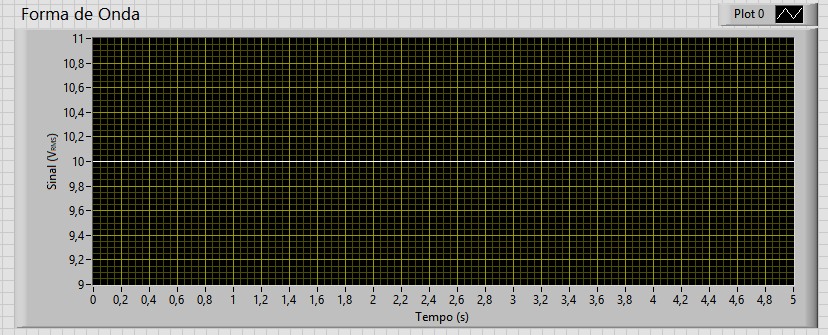 Forma de Onda
Plot 0
Sinal (VRMS)
11
10,8
10,6
10,4
10,2
10
9,8
9,6
9,4
9,2
9
0 0,2 0,4 0,6 0,8 1 1,2 1,4 1,6 1,8 2 2,2 2,4 2,6 2,8 3 3,2 3,4 3,6 3,8 4 4,2 4,4 4,6 4,8 5
Tempo (s)